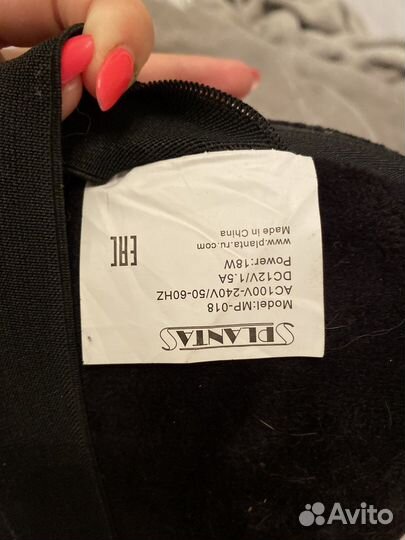 SPLANTAS
Model:MP-018
AC100V-240V/50-60HZ
DC12V/1.5A
Power:18W
www.planta.ru.com
Made in China
EAC
Avito